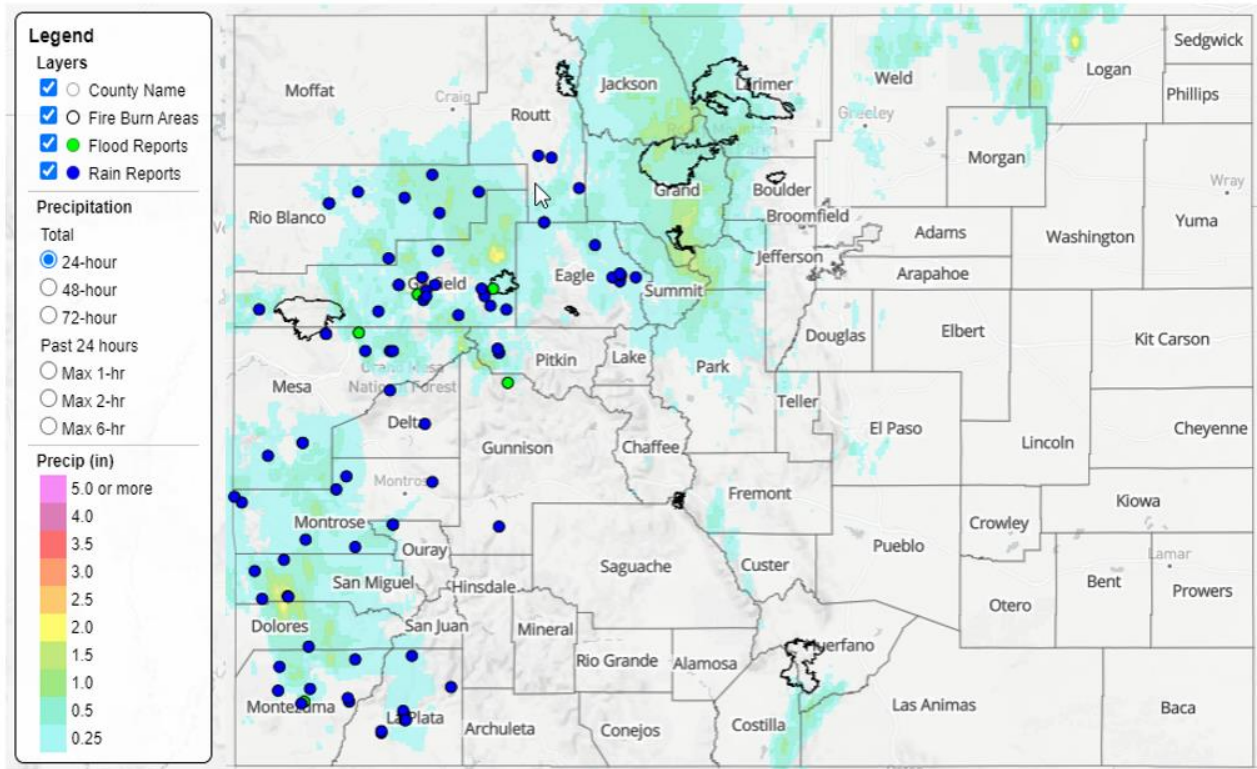 Legend
Layers
County Name
Fire Burn Areas
Flood Reports
Rain Reports
Precipitation
Total
24-hour
48-hour
72-hour
Past 24 hours
Max 1-hr
Max 2-hr
Max 6-hr
Precip (in)
5.0 or more
4.0
3.5
3.0
2.5
2.0
1.5
1.0
0.5
0.25
Sedgwick
Logan
Weld
Jackson
Larimer
Moffat
Phillips
Craig
Routt
Greeley
Morgan
Wray
Grand
Boulder
Rio Blanco
Broomfield
Yuma
Adams
Washington
Jefferson
Arapahoe
Garfield
Eagle
Summit
Douglas
Elbert
Kit Carson
Pitkin
Lake
Park
Grand Mesa
National Forest
Mesa
Teller
Delta
El Paso
Cheyenne
Gunnison
Chaffee
Lincoln
Montros
Fremont
Kiowa
Montrose
Crowley
Ouray
Pueblo
Lamar
Saguache
Custer
San Miguel
Hinsdale
Bent
Prowers
Otero
Dolores
San Juan
Mineral
Huerfano
Rio Grande
Alamosa
Montezuma
La Plata
Archuleta
Conejos
Costilla
Las Animas
Baca